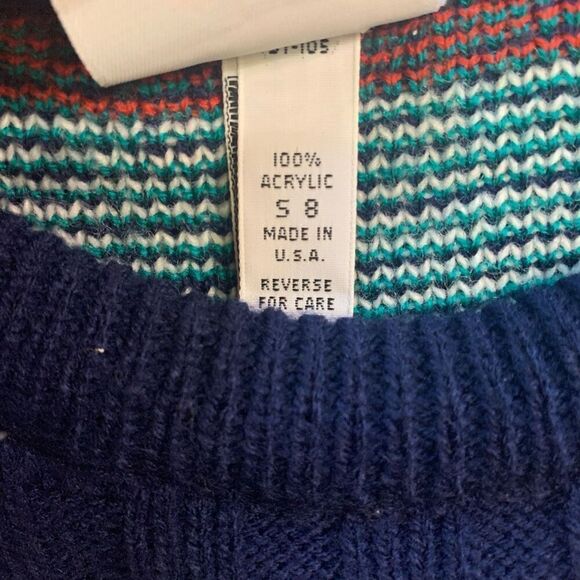 100%
ACRYLIC
S 8
MADE IN
U.S.A.
REVERSE
FOR CARE